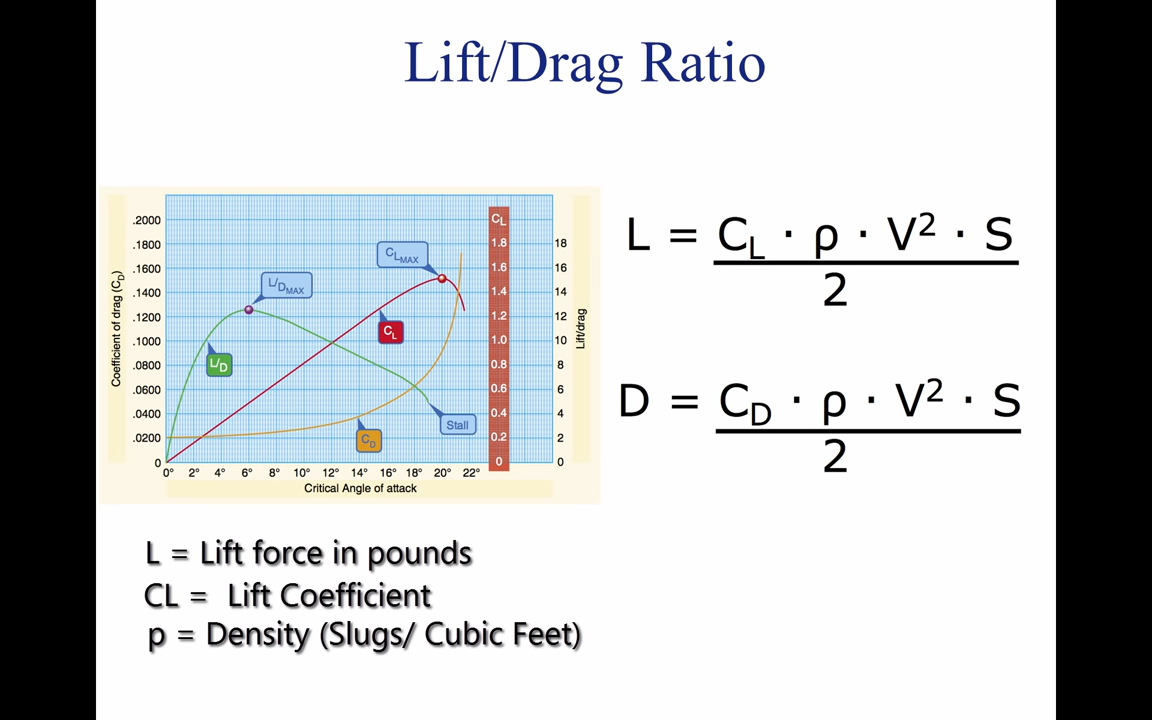 Lift/Drag Ratio
Coefficient of drag (CD)
.2000
.1800
.1600
.1400
.1200
.1000
.0800
.0600
.0400
.0200
0
L/D
L/DMAX
CLMAX
CL
CD
Stall
CL
1.8
1.6
1.4
1.2
1.0
0.8
0.6
0.4
0.2
0
18
16
14
12
10
8
6
4
2
0
Lift/drag
0° 2° 4° 6° 8° 10° 12° 14° 16° 18° 20° 22°
Critical Angle of attack
L = CL · ρ · V² · S
2
D = CD · ρ · V² · S
2
L = Lift force in pounds
CL = Lift Coefficient
p = Density (Slugs/ Cubic Feet)